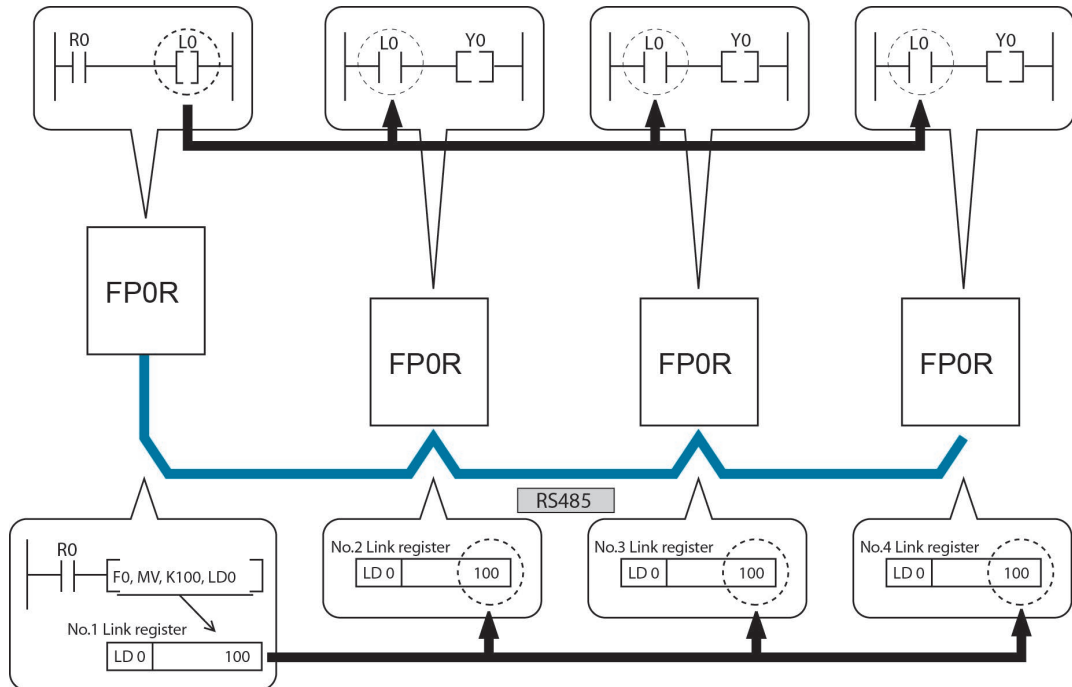 R0 L0
L0 Y0
L0 Y0
L0 Y0
FP0R
FP0R
FP0R
FP0R
RS485
R0
F0, MV, K100, LD0
No.1 Link register
LD 0 100
No.2 Link register
LD 0 100
No.3 Link register
LD 0 100
No.4 Link register
LD 0 100